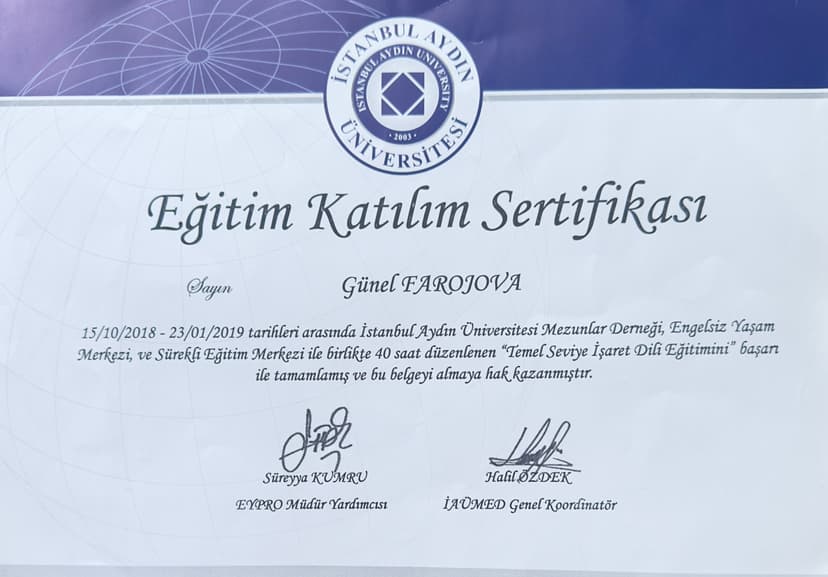 İSTANBUL AYDIN ÜNİVERSİTESİ
ISTANBUL AYDIN UNIVERSITY
· 2003 ·
Eğitim Katılım Sertifikası
Sayın Günel FAROJOVA
15/10/2018 - 23/01/2019 tarihleri arasında İstanbul Aydın Üniversitesi Mezunlar Derneği, Engelsiz Yaşam
Merkezi, ve Sürekli Eğitim Merkezi ile birlikte 40 saat düzenlenen “Temel Seviye İşaret Dili Eğitimini” başarı
ile tamamlamış ve bu belgeyi almaya hak kazanmıştır.
Süreyya KUMRU Halil ÖZDEK
EYPRO Müdür Yardımcısı İAÜMED Genel Koordinatör